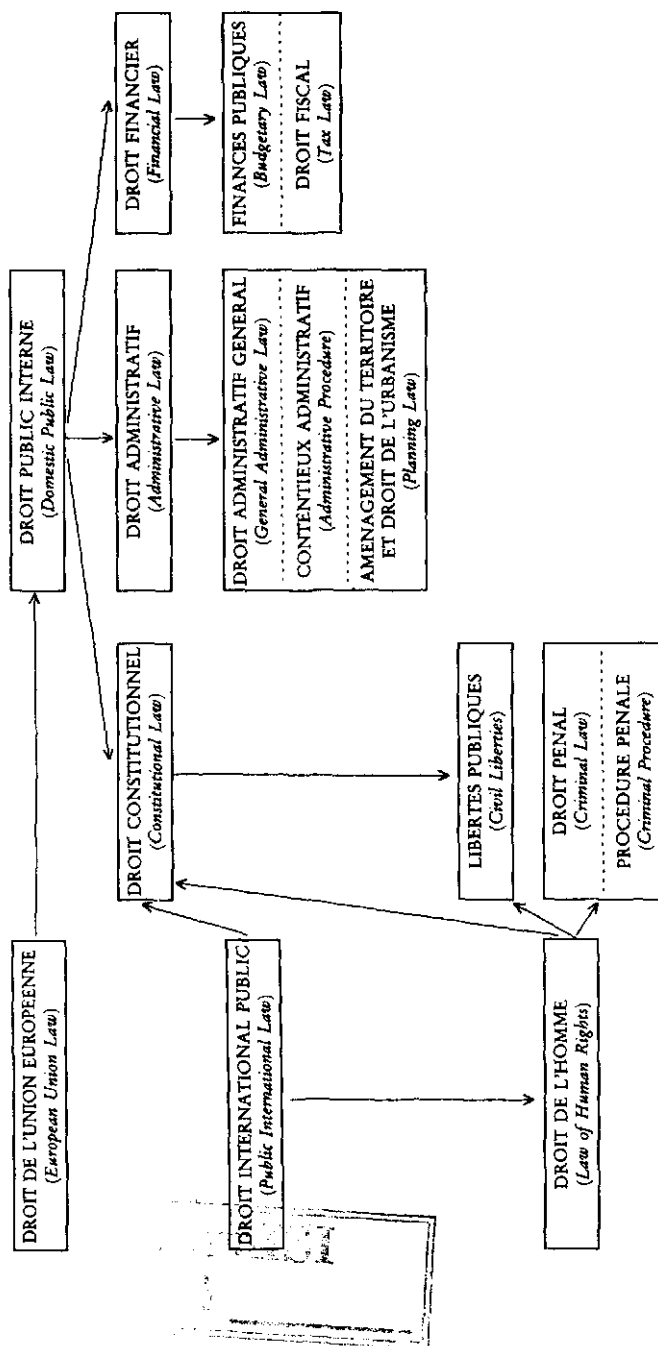 DROIT DE L'UNION EUROPEENNE
(European Union Law)
DROIT PUBLIC INTERNE
(Domestic Public Law)
DROIT INTERNATIONAL PUBLIC
(Public International Law)
DROIT CONSTITUTIONNEL
(Constitutional Law)
DROIT ADMINISTRATIF
(Administrative Law)
DROIT FINANCIER
(Financial Law)
DROIT ADMINISTRATIF GENERAL
(General Administrative Law)
CONTENTIEUX ADMINISTRATIF
(Administrative Procedure)
AMENAGEMENT DU TERRITOIRE
ET DROIT DE L'URBANISME
(Planning Law)
FINANCES PUBLIQUES
(Budgetary Law)
DROIT FISCAL
(Tax Law)
LIBERTES PUBLIQUES
(Civil Liberties)
DROIT DE L'HOMME
(Law of Human Rights)
DROIT PENAL
(Criminal Law)
PROCEDURE PENALE
(Criminal Procedure)